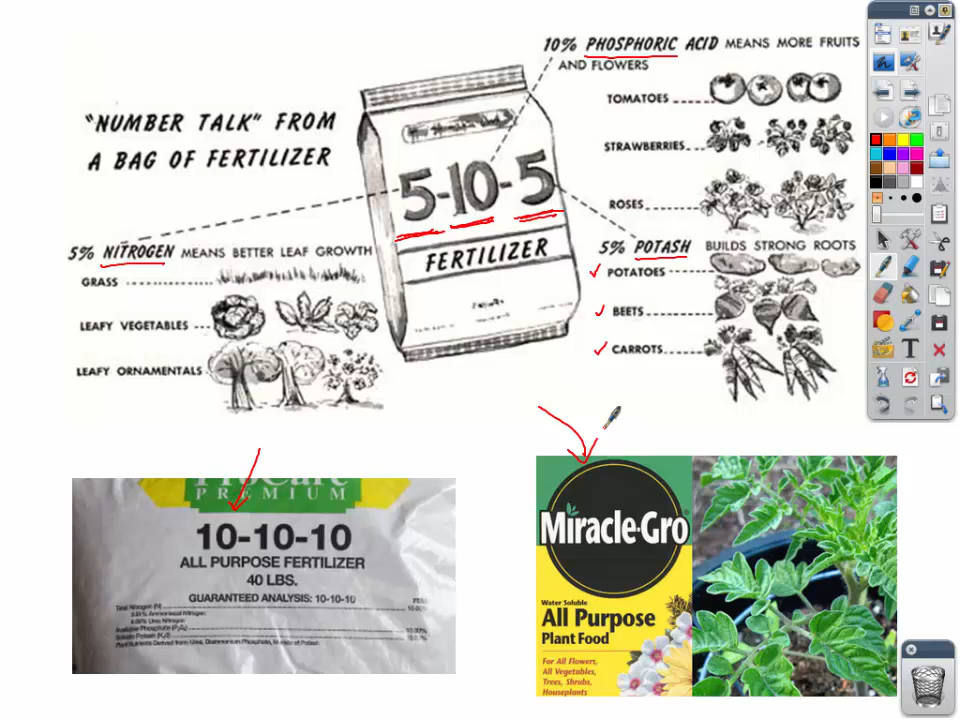 10% PHOSPHORIC ACID MEANS MORE FRUITS
AND FLOWERS
TOMATOES
STRAWBERRIES
ROSES
"NUMBER TALK" FROM
A BAG OF FERTILIZER
5-10-5
FERTILIZER
5% NITROGEN MEANS BETTER LEAF GROWTH
GRASS
LEAFY VEGETABLES
LEAFY ORNAMENTALS
5% POTASH BUILDS STRONG ROOTS
POTATOES
BEETS
CARROTS
PREMIUM
10-10-10
ALL PURPOSE FERTILIZER
40 LBS.
GUARANTEED ANALYSIS: 10-10-10
Miracle-Gro
Water Soluble
All Purpose
Plant Food
For All Flowers,
All Vegetables,
Trees, Shrubs,
Houseplants
T